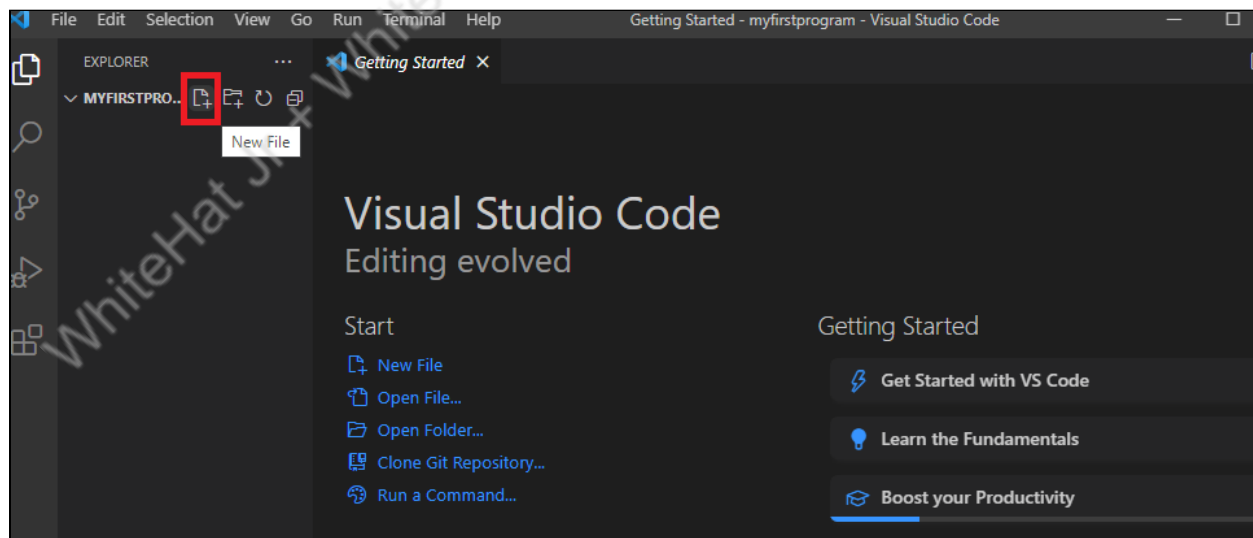 File Edit Selection View Go Run Terminal Help Getting Started - myfirstprogram - Visual Studio Code
EXPLORER ... Getting Started
MYFIRSTPRO..
New File
WhiteHat Jr + White
Visual Studio Code
Editing evolved
Start
New File
Open File...
Open Folder...
Clone Git Repository...
Run a Command...
Getting Started
Get Started with VS Code
Learn the Fundamentals
Boost your Productivity